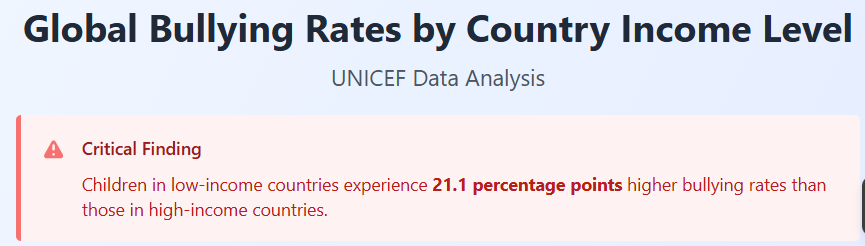 Global Bullying Rates by Country Income Level
UNICEF Data Analysis
Critical Finding
Children in low-income countries experience 21.1 percentage points higher bullying rates than
those in high-income countries.